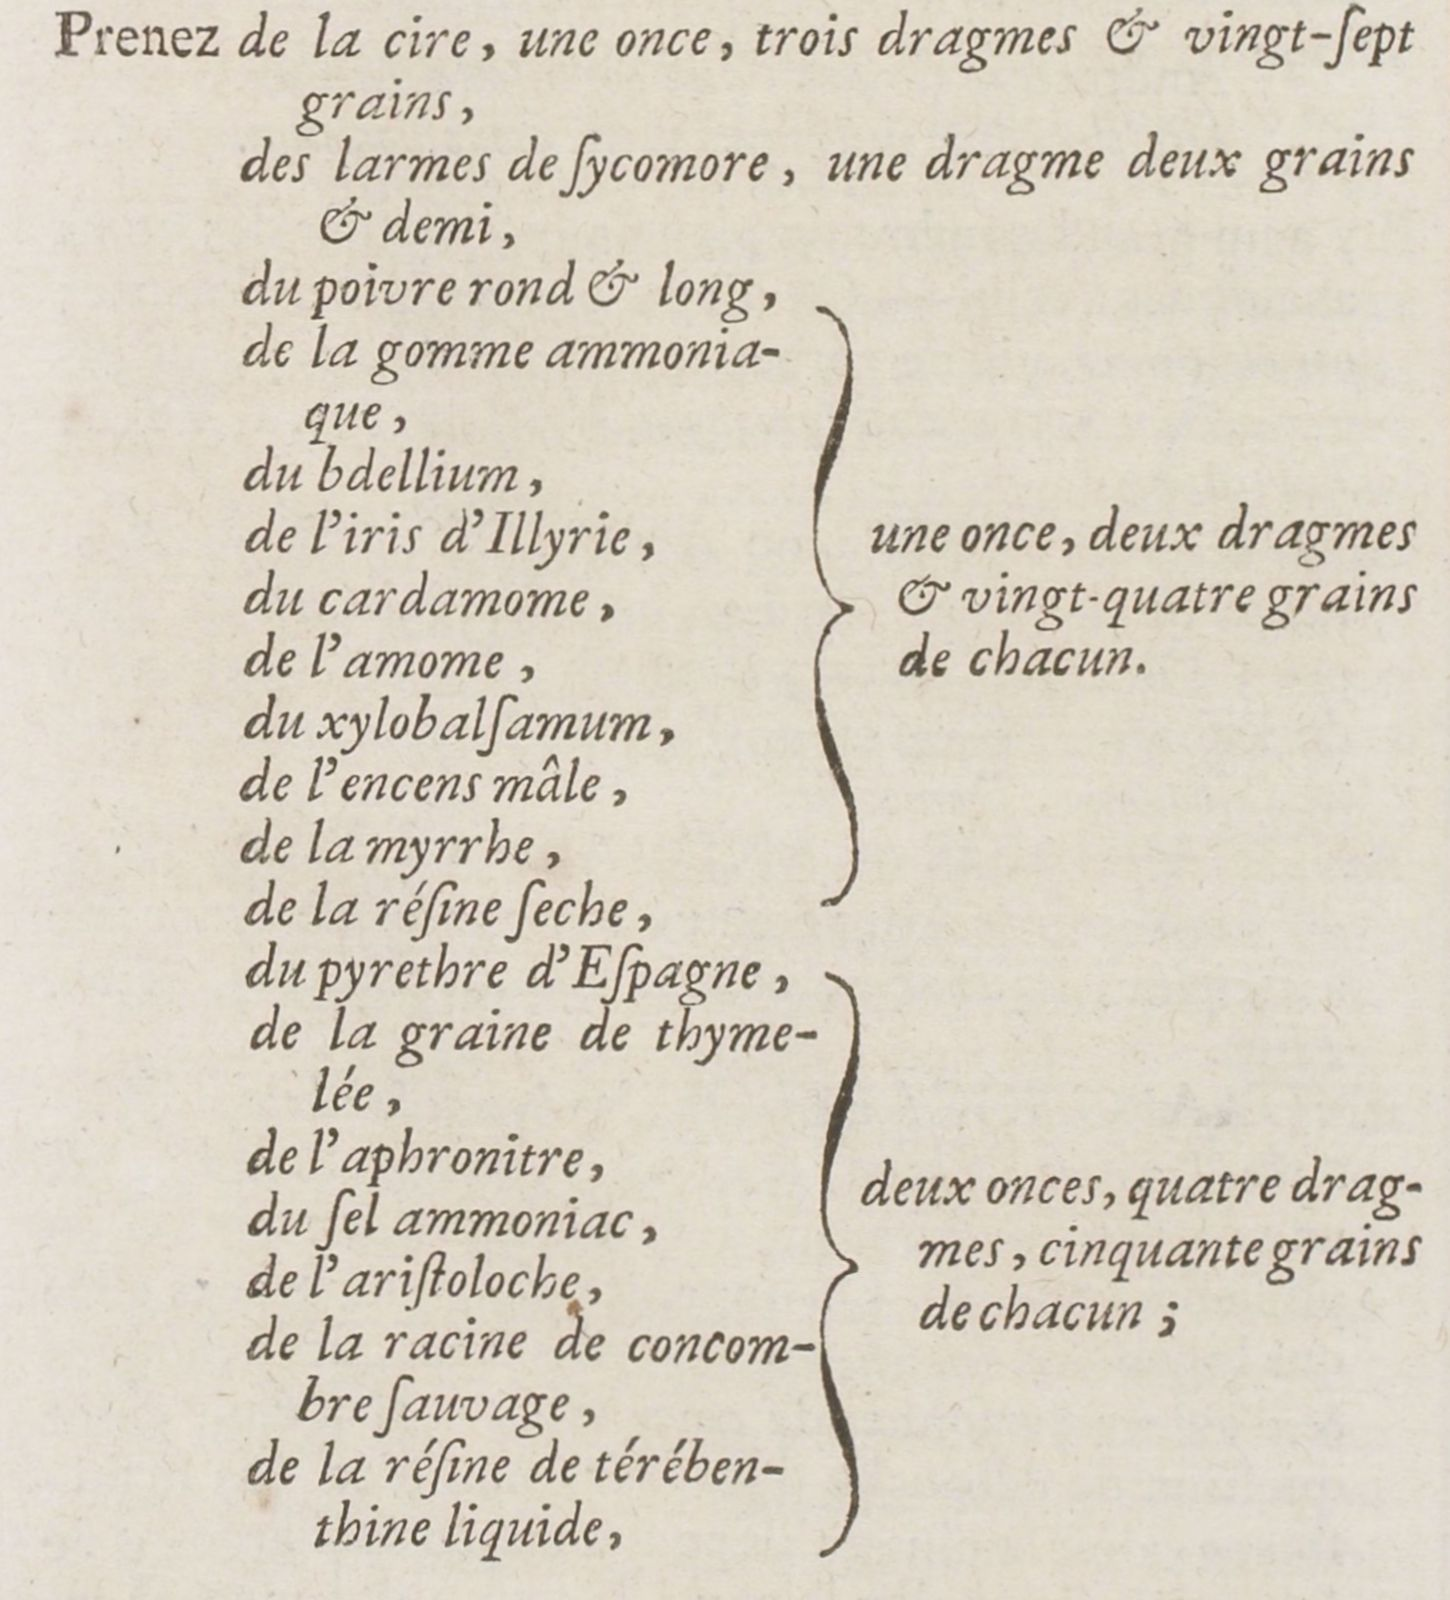 Prenez de la cire, une once, trois dragmes & vingt-ſept
grains,
des larmes de ſycomore, une dragme deux grains
& demi,
du poivre rond & long,
de la gomme ammonia-
que,
du bdellium,
de l'iris d'Illyrie,
du cardamome,
de l'amome,
du xylobalſamum,
de l'encens mâle,
de la myrrhe,
de la réſine ſeche,
une once, deux dragmes
& vingt-quatre grains
de chacun.
du pyrethre d'Eſpagne,
de la graine de thyme-
lée,
de l'aphronitre,
du ſel ammoniac,
de l'ariſtoloche,
de la racine de concom-
bre ſauvage,
de la réſine de térében-
thine liquide,
deux onces, quatre drag-
mes, cinquante grains
de chacun;